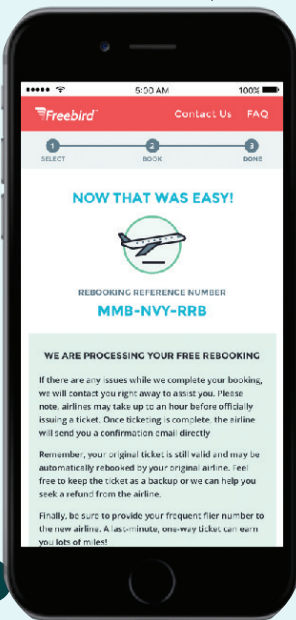 5:00 AM 100%
Freebird Contact Us FAQ
1 2 3
SELECT BOOK DONE
NOW THAT WAS EASY!
REBOOKING REFERENCE NUMBER
MMB-NVY-RRB
WE ARE PROCESSING YOUR FREE REBOOKING
If there are any issues while we complete your booking,
we will contact you right away to assist you. Please
note, airlines may take up to an hour before officially
issuing a ticket. Once ticketing is complete, the airline
will send you a confirmation email directly
Remember, your original ticket is still valid and may be
automatically rebooked by your original airline. Feel
free to keep the ticket as a backup or we can help you
seek a refund from the airline.
Finally, be sure to provide your frequent flier number to
the new airline. A last-minute, one-way ticket can earn
you lots of miles!